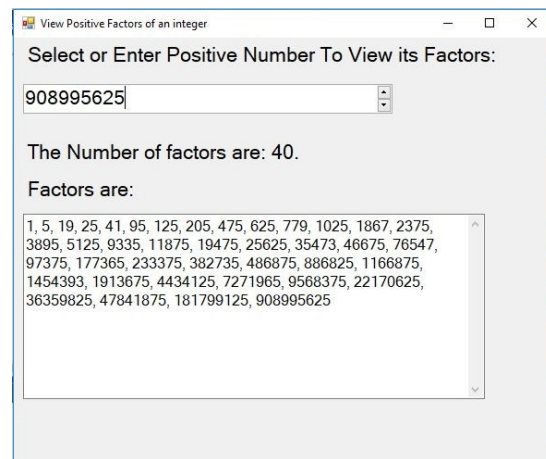 View Positive Factors of an integer
Select or Enter Positive Number To View its Factors:
908995625
The Number of factors are: 40.
Factors are:
1, 5, 19, 25, 41, 95, 125, 205, 475, 625, 779, 1025, 1867, 2375,
3895, 5125, 9335, 11875, 19475, 25625, 35473, 46675, 76547,
97375, 177365, 233375, 382735, 486875, 886825, 1166875,
1454393, 1913675, 4434125, 7271965, 9568375, 22170625,
36359825, 47841875, 181799125, 908995625